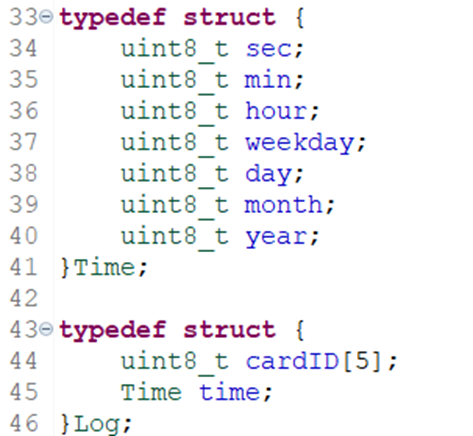 33 typedef struct {
34 uint8_t sec;
35 uint8_t min;
36 uint8_t hour;
37 uint8_t weekday;
38 uint8_t day;
39 uint8_t month;
40 uint8_t year;
41 }Time;
42
43 typedef struct {
44 uint8_t cardID[5];
45 Time time;
46 }Log;